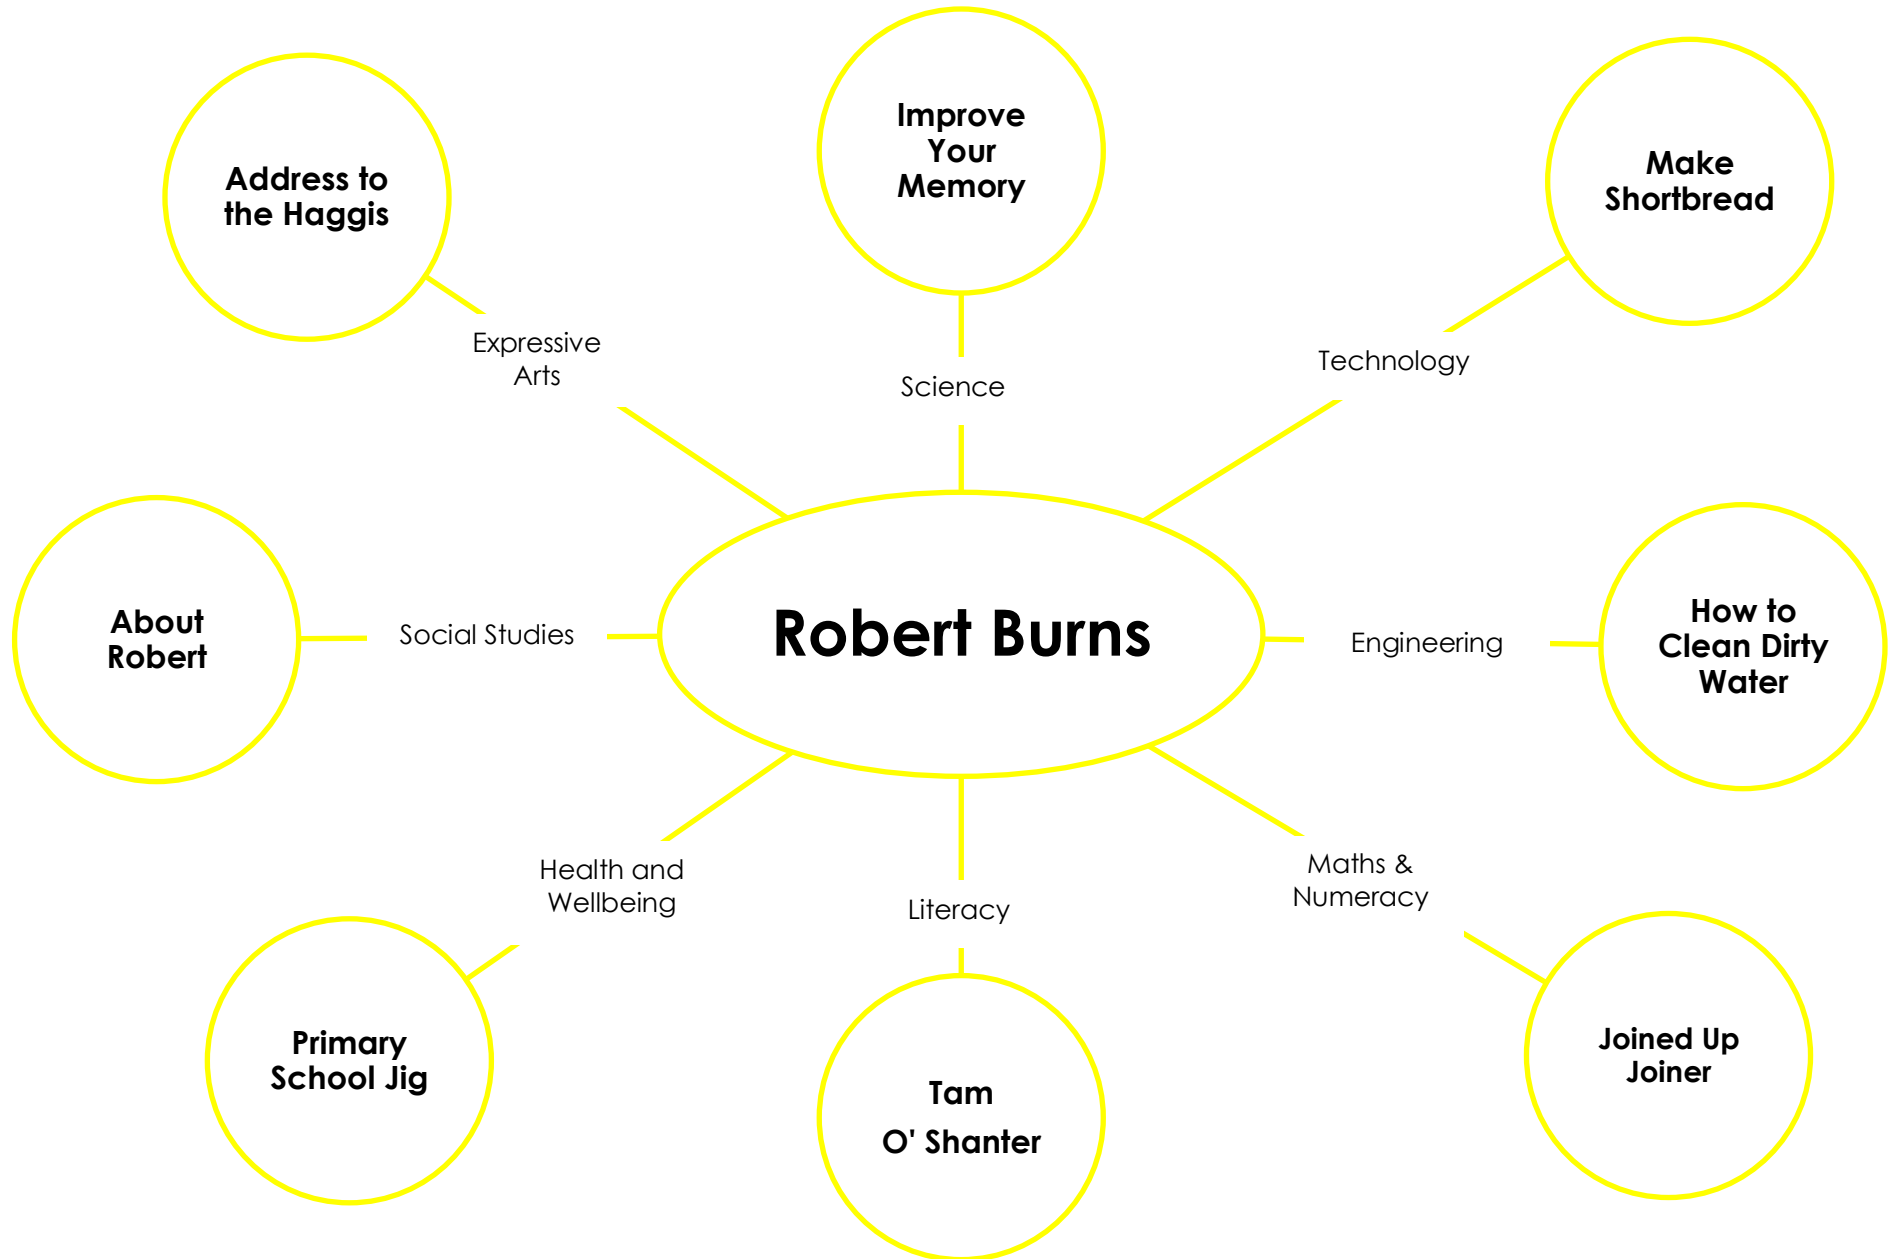 Improve
Your
Memory
Address to
the Haggis
Make
Shortbread
Expressive
Arts
Science
Technology
About
Robert
Social Studies
Robert Burns
Engineering
How to
Clean Dirty
Water
Health and
Wellbeing
Literacy
Maths &
Numeracy
Primary
School Jig
Tam
O' Shanter
Joined Up
Joiner